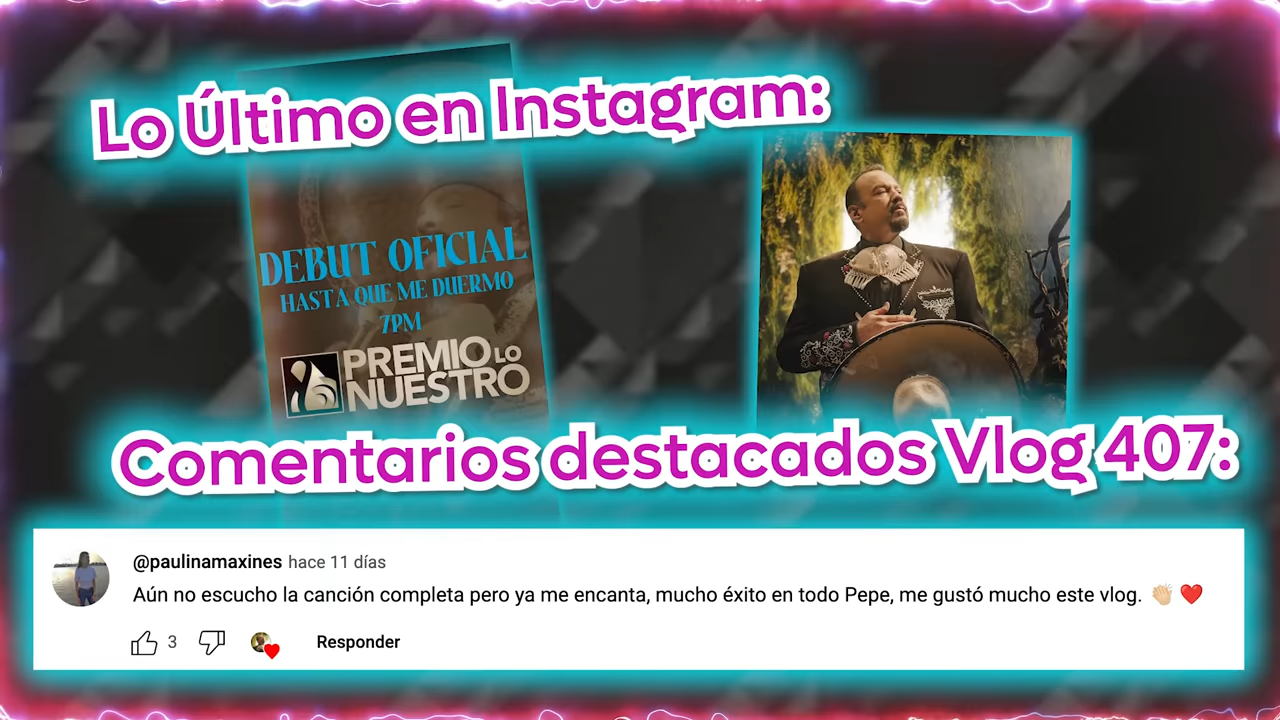 Lo Último en Instagram:
DEBUT OFICIAL
HASTA QUE ME DUERMO
7PM
PREMIO LO
NUESTRO
Comentarios destacados Vlog 407:
@paulinamaxines hace 11 días
Aún no escucho la canción completa pero ya me encanta, mucho éxito en todo Pepe, me gustó mucho este vlog. 👏🏼 ❤️
3
Responder